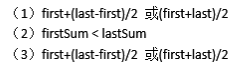 （1）first+(last-first)/2 或(first+last)/2
（2）firstSum < lastSum
（3）first+(last-first)/2 或(first+last)/2